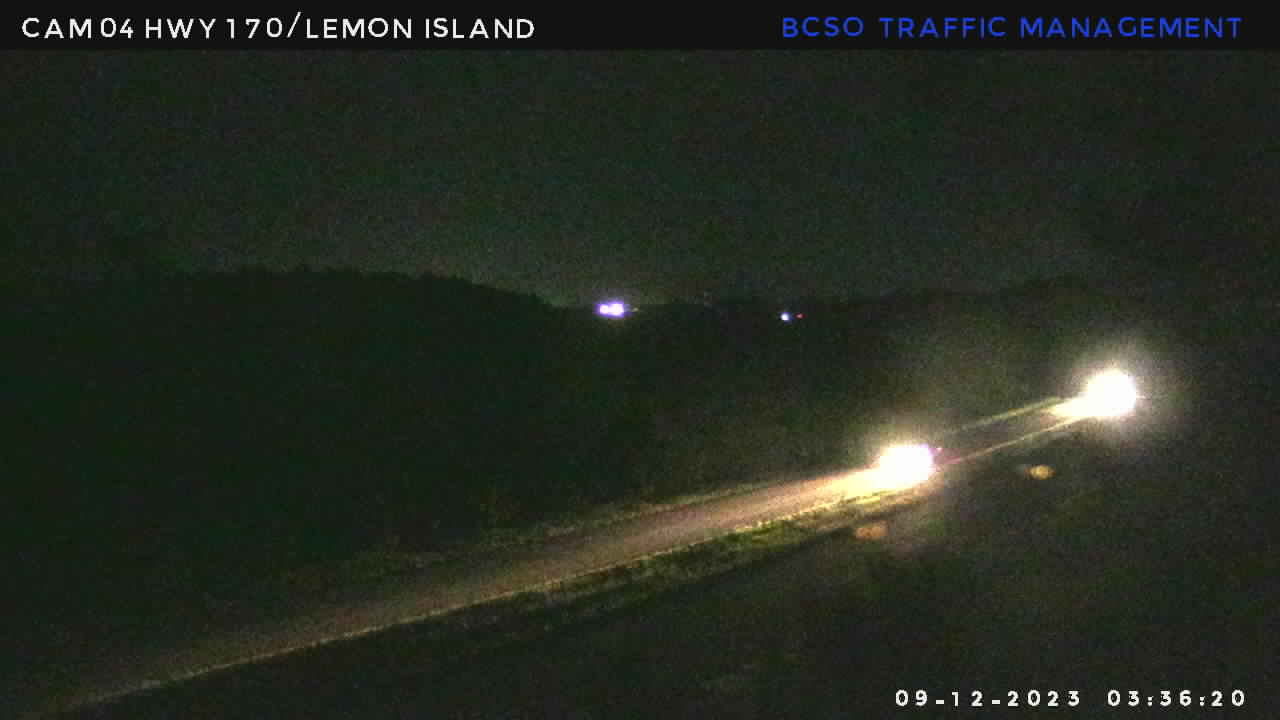 CAM04 HWY 170/LEMON ISLAND
BCSO TRAFFIC MANAGEMENT
09-12-2023 03:36:20